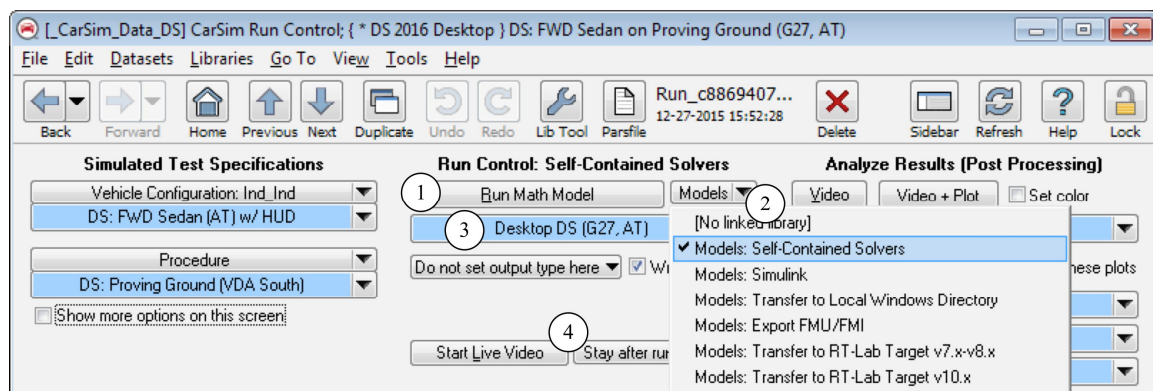 [_CarSim_Data_DS] CarSim Run Control; { * DS 2016 Desktop } DS: FWD Sedan on Proving Ground (G27, AT)
File Edit Datasets Libraries Go To View Tools Help
Run_c8869407...
12-27-2015 15:52:28
Back Forward Home Previous Next Duplicate Undo Redo Lib Tool Parsfile Delete Sidebar Refresh Help Lock
Simulated Test Specifications Run Control: Self-Contained Solvers Analyze Results (Post Processing)
Vehicle Configuration: Ind_Ind 1 Run Math Model Models 2 Video Video + Plot Set color
DS: FWD Sedan (AT) w/ HUD 3 Desktop DS (G27, AT) [No linked library]
Models: Self-Contained Solvers
Procedure Do not set output type here Models: Simulink these plots
DS: Proving Ground (VDA South) Models: Transfer to Local Windows Directory
Show more options on this screen Models: Export FMU/FMI
4
Start Live Video Stay after run Models: Transfer to RT-Lab Target v7.x-v8.x
Models: Transfer to RT-Lab Target v10.x